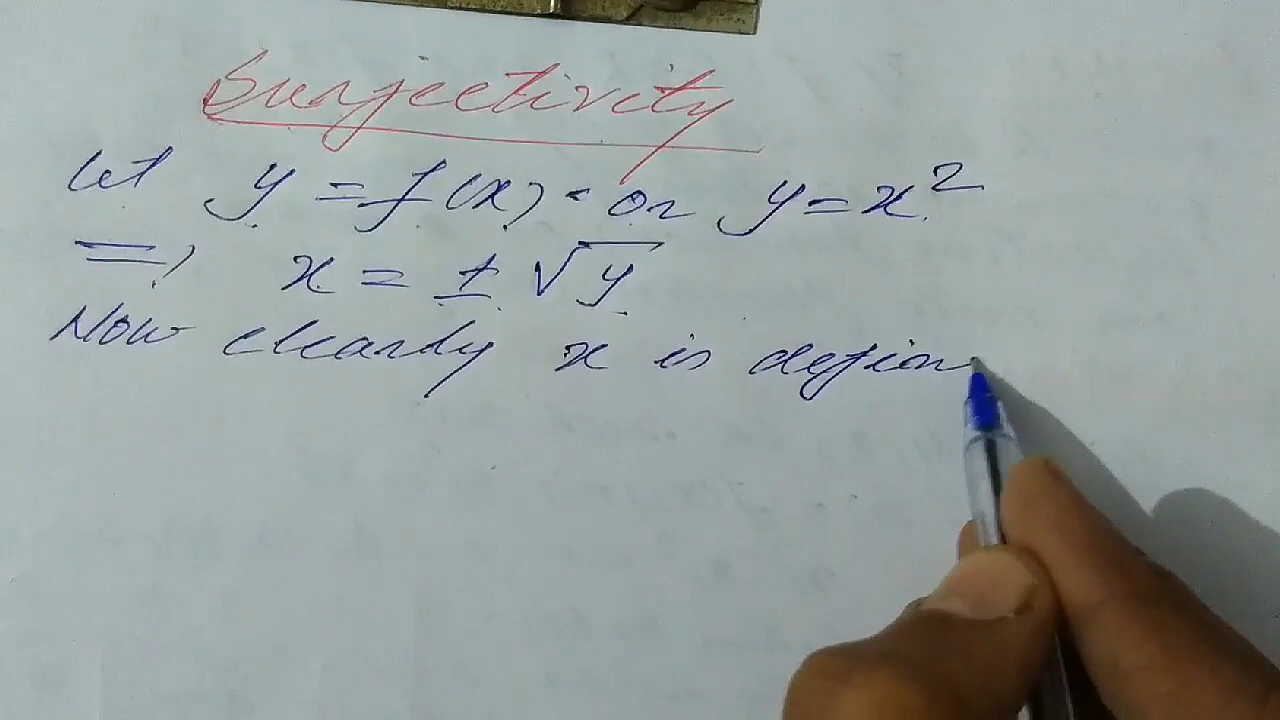 Surjectivity
Let y = f(x) or y = x²
⇒ x = ± √y
Now clearly x is defin